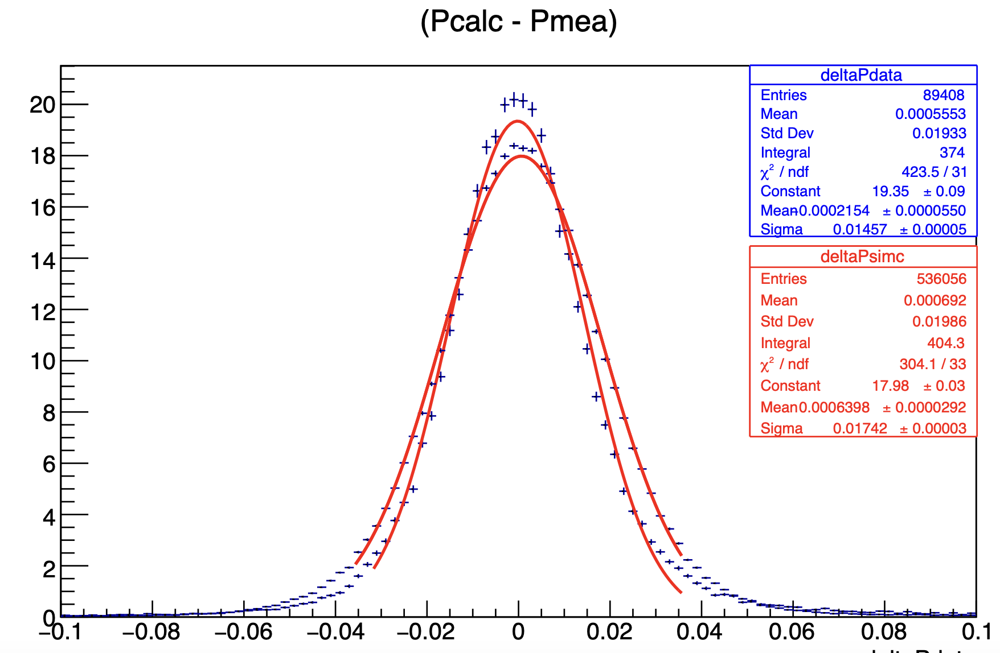 (Pcalc - Pmea)
deltaPdata
Entries 89408
Mean 0.0005553
Std Dev 0.01933
Integral 374
χ² / ndf 423.5 / 31
Constant 19.35 ± 0.09
Mean -0.0002154 ± 0.0000550
Sigma 0.01457 ± 0.00005
deltaPsimc
Entries 536056
Mean 0.000692
Std Dev 0.01986
Integral 404.3
χ² / ndf 304.1 / 33
Constant 17.98 ± 0.03
Mean 0.0006398 ± 0.0000292
Sigma 0.01742 ± 0.00003
20
18
16
14
12
10
8
6
4
2
0
−0.1 −0.08 −0.06 −0.04 −0.02 0 0.02 0.04 0.06 0.08 0.1